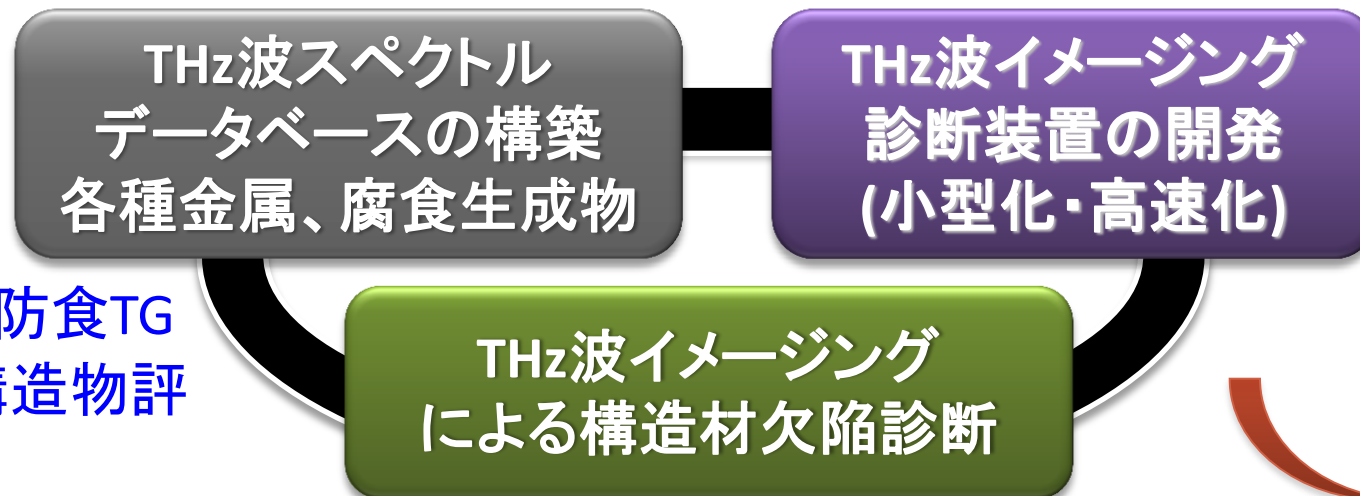 THz波スペクトル
データベースの構築
各種金属、腐食生成物
THz波イメージング
診断装置の開発
(小型化・高速化)
防食TG
構造物評
THz波イメージング
による構造材欠陥診断